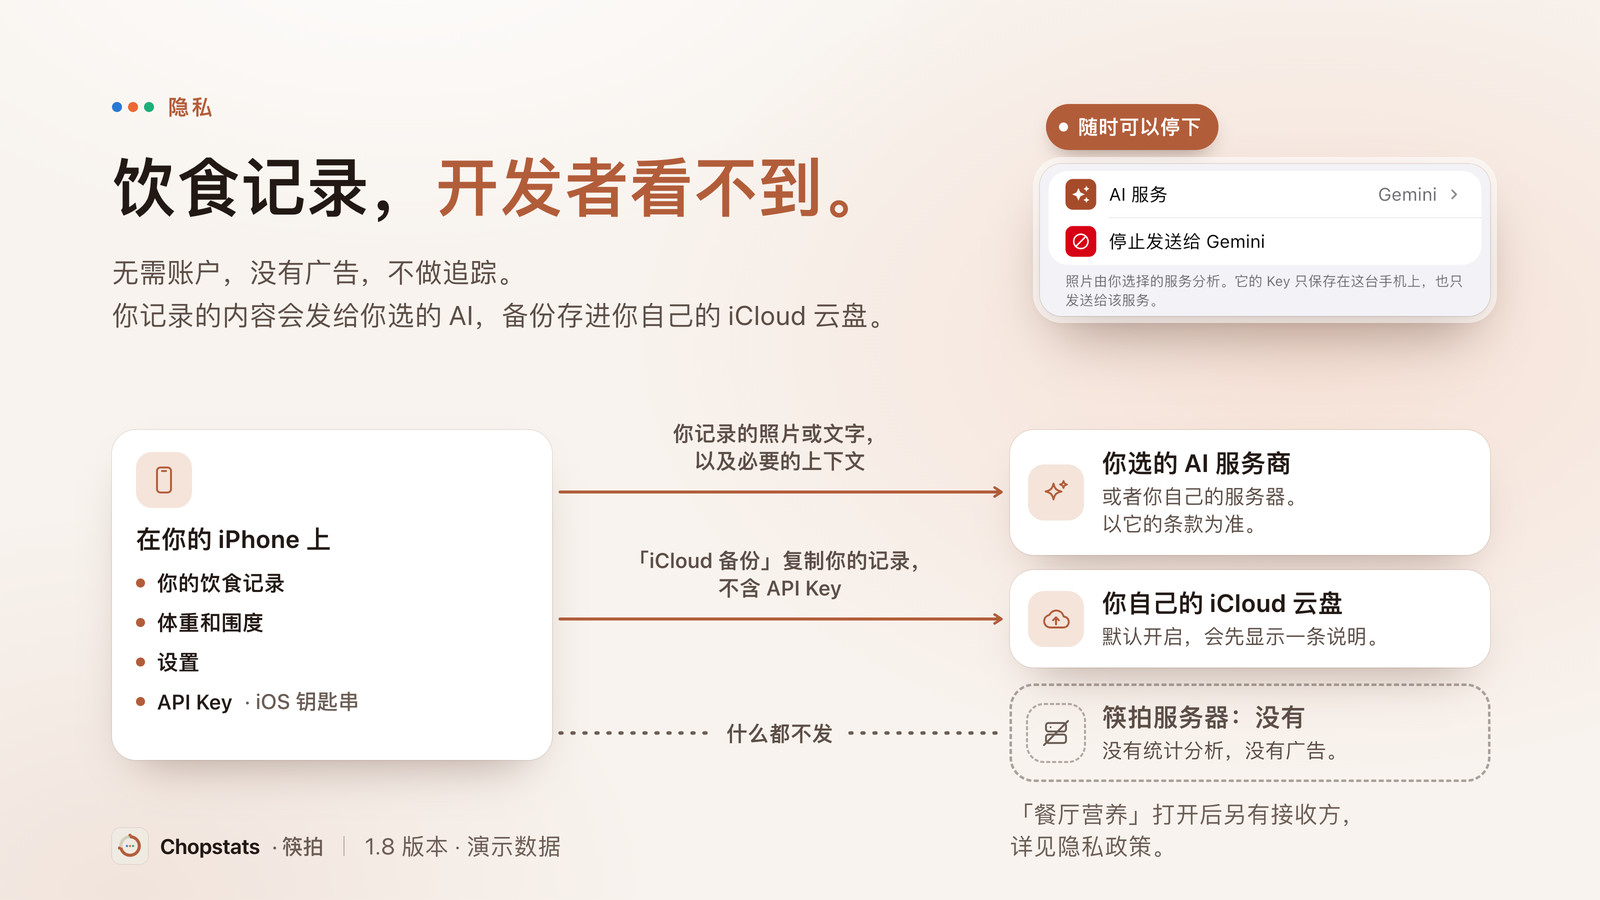 隐私
饮食记录，开发者看不到。
无需账户，没有广告，不做追踪。
你记录的内容会发给你选的 AI，备份存进你自己的 iCloud 云盘。
随时可以停下
AI 服务 Gemini
停止发送给 Gemini
照片由你选择的服务分析。它的 Key 只保存在这台手机上，也只
发送给该服务。
在你的 iPhone 上
你的饮食记录
体重和围度
设置
API Key · iOS 钥匙串
你记录的照片或文字，
以及必要的上下文
「iCloud 备份」复制你的记录，
不含 API Key
什么都不发
你选的 AI 服务商
或者你自己的服务器。
以它的条款为准。
你自己的 iCloud 云盘
默认开启，会先显示一条说明。
筷拍服务器：没有
没有统计分析，没有广告。
「餐厅营养」打开后另有接收方，
详见隐私政策。
Chopstats · 筷拍 | 1.8 版本 · 演示数据